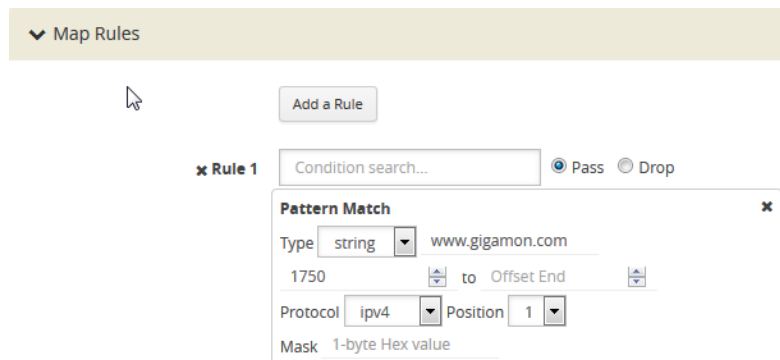 Map Rules
Add a Rule
Rule 1 Condition search... Pass Drop
Pattern Match
Type string www.gigamon.com
1750 to Offset End
Protocol ipv4 Position 1
Mask 1-byte Hex value